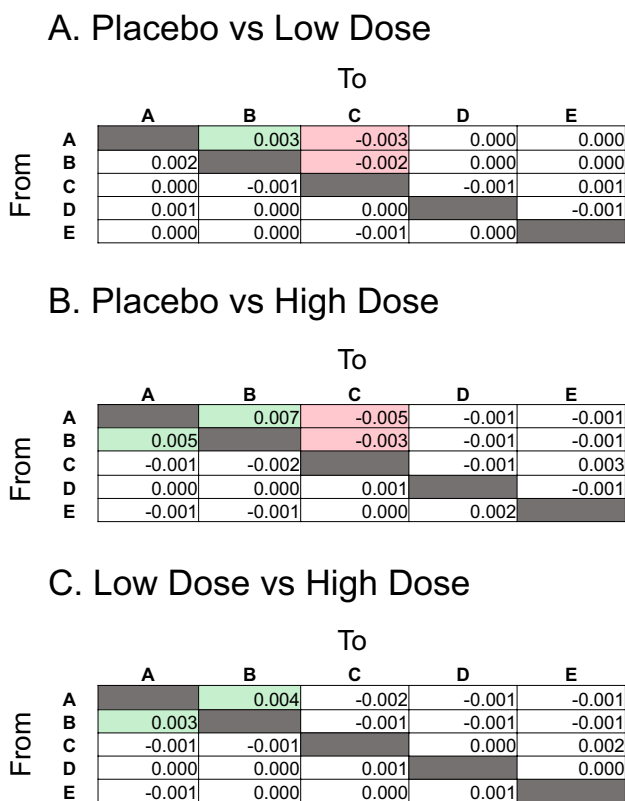 A. Placebo vs Low Dose
To
A B C D E
From
A 0.003 -0.003 0.000 0.000
B 0.002 -0.002 0.000 0.000
C 0.000 -0.001 -0.001 0.001
D 0.001 0.000 0.000 -0.001
E 0.000 0.000 -0.001 0.000
B. Placebo vs High Dose
To
A B C D E
From
A 0.007 -0.005 -0.001 -0.001
B 0.005 -0.003 -0.001 -0.001
C -0.001 -0.002 -0.001 0.003
D 0.000 0.000 0.001 -0.001
E -0.001 -0.001 0.000 0.002
C. Low Dose vs High Dose
To
A B C D E
From
A 0.004 -0.002 -0.001 -0.001
B 0.003 -0.001 -0.001 -0.001
C -0.001 -0.001 0.000 0.002
D 0.000 0.000 0.001 0.000
E -0.001 0.000 0.000 0.001